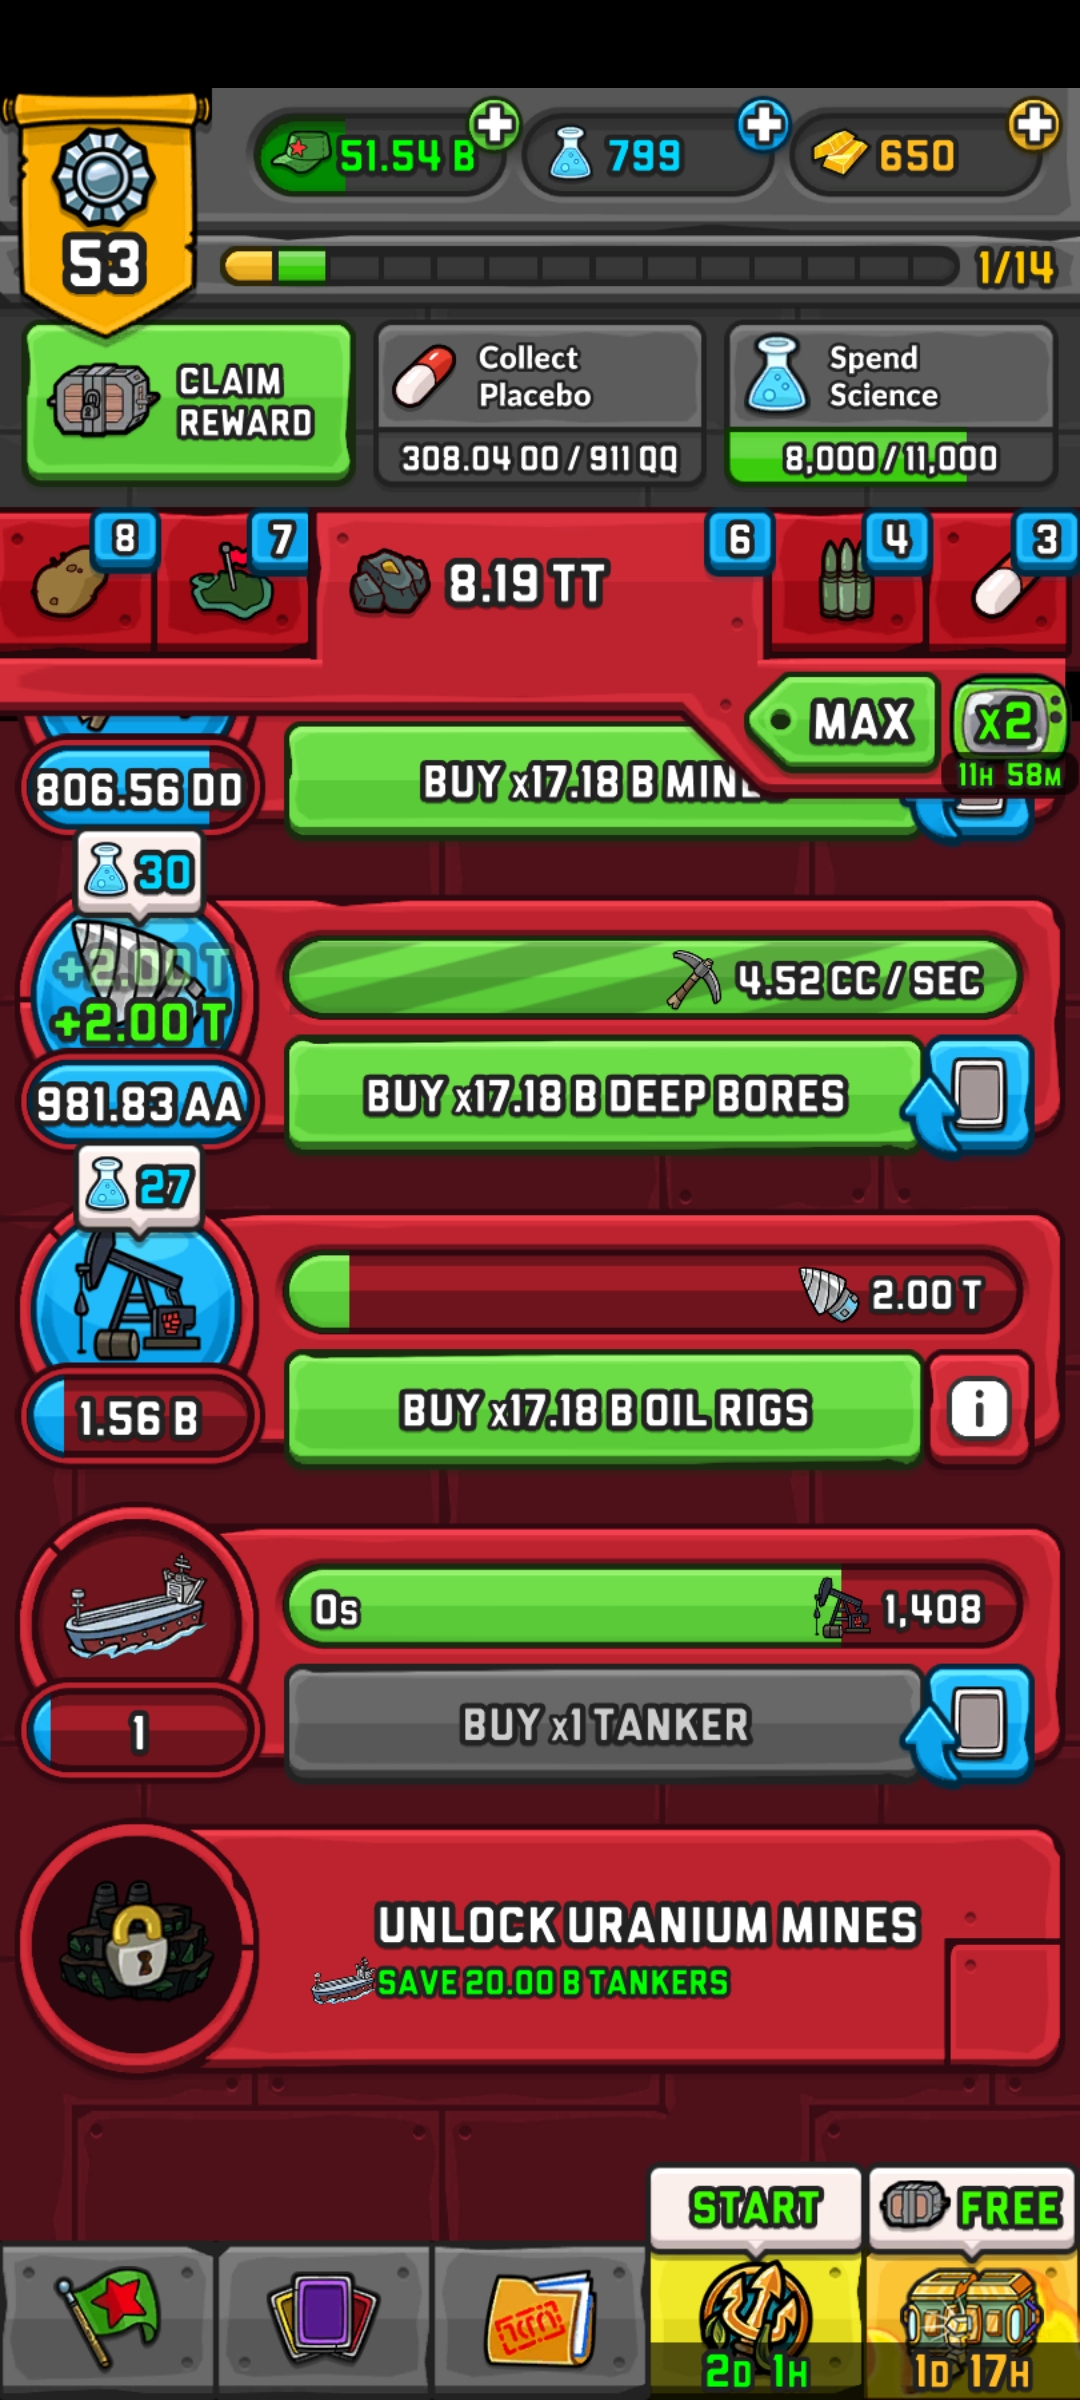 51.54 B
799
650
53
1/14
CLAIM
REWARD
Collect
Placebo
308.04 OO / 911 QQ
Spend
Science
8,000 / 11,000
8
7
8.19 TT
6
4
3
MAX
x2
11H 58M
806.56 DD
BUY x17.18 B MINE
30
+2.00 T
+2.00 T
4.52 CC / SEC
981.83 AA
BUY x17.18 B DEEP BORES
27
2.00 T
1.56 B
BUY x17.18 B OIL RIGS
i
0s
1,408
1
BUY x1 TANKER
UNLOCK URANIUM MINES
SAVE 20.00 B TANKERS
START
FREE
2D 1H
1D 17H